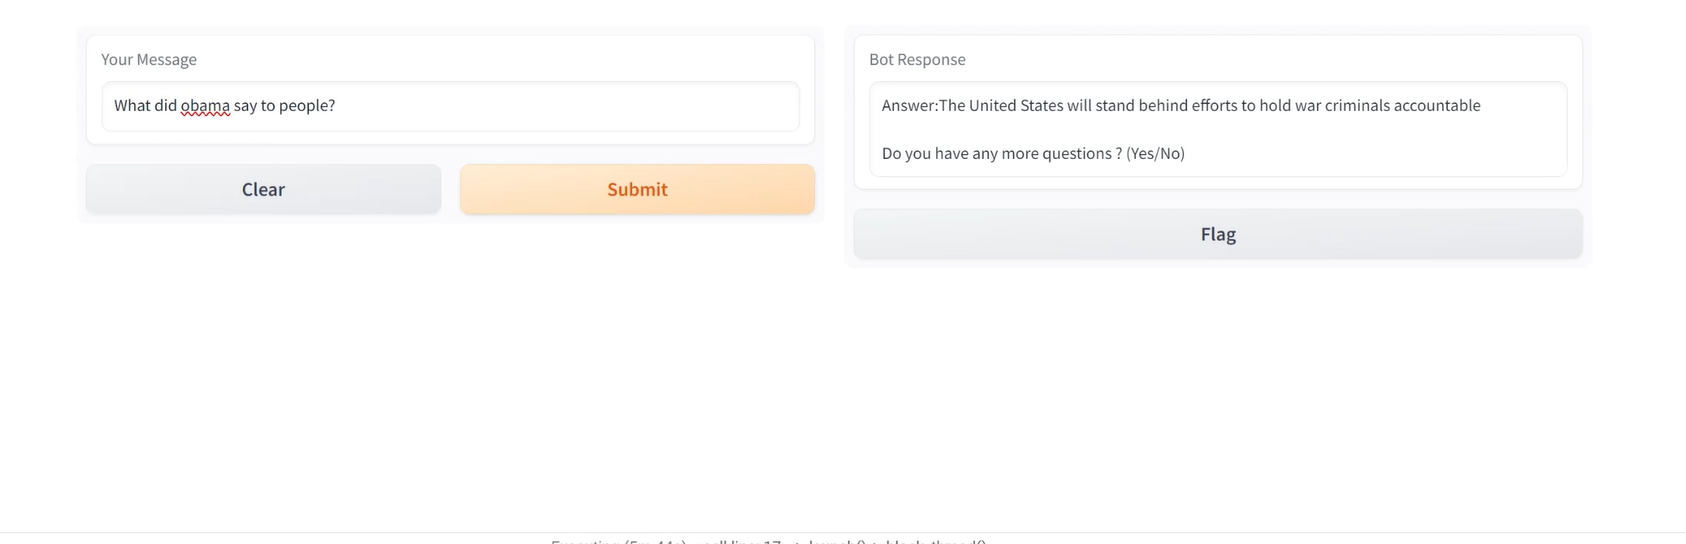 Your Message
What did obama say to people?
Clear
Submit
Bot Response
Answer:The United States will stand behind efforts to hold war criminals accountable
Do you have any more questions ? (Yes/No)
Flag